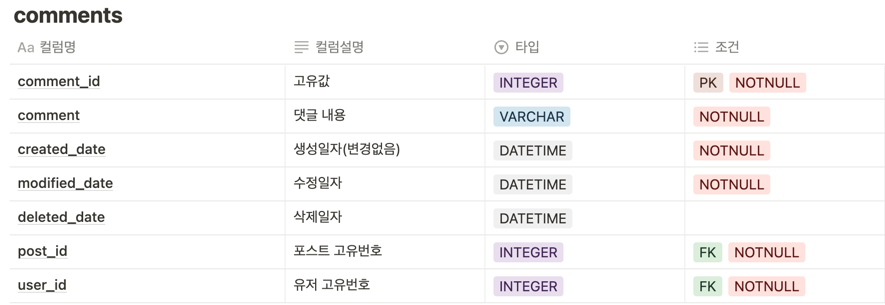 comments
Aa 컬럼명 컬럼설명 타입 조건
comment_id 고유값 INTEGER PK NOTNULL
comment 댓글 내용 VARCHAR NOTNULL
created_date 생성일자(변경없음) DATETIME NOTNULL
modified_date 수정일자 DATETIME NOTNULL
deleted_date 삭제일자 DATETIME
post_id 포스트 고유번호 INTEGER FK NOTNULL
user_id 유저 고유번호 INTEGER FK NOTNULL